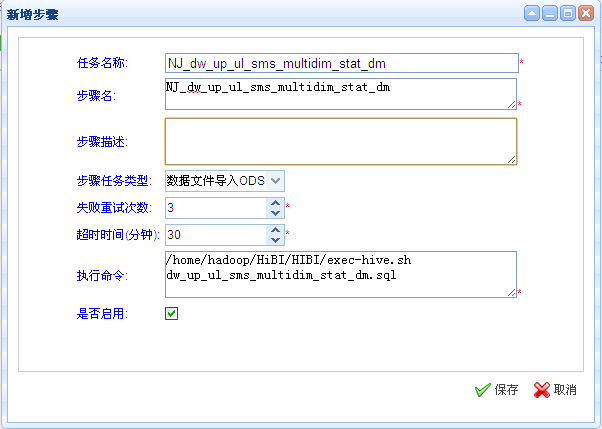 新增步骤
任务名称: NJ_dw_up_ul_sms_multidim_stat_dm *
步骤名: NJ_dw_up_ul_sms_multidim_stat_dm *
步骤描述:
步骤任务类型: 数据文件导入ODS
失败重试次数: 3 *
超时时间(分钟): 30 *
执行命令: /home/hadoop/HiBI/HIBI/exec-hive.sh
dw_up_ul_sms_multidim_stat_dm.sql *
是否启用:
保存 取消